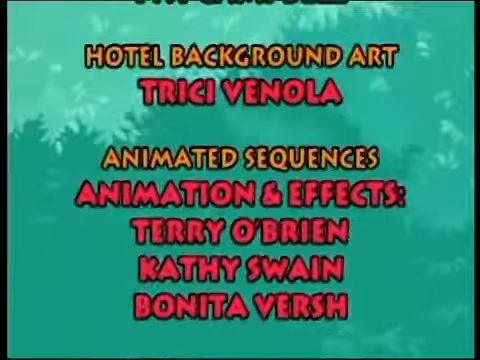 HOTEL BACKGROUND ART
TRICI VENOLA
ANIMATED SEQUENCES
ANIMATION & EFFECTS:
TERRY O'BRIEN
KATHY SWAIN
BONITA VERSH